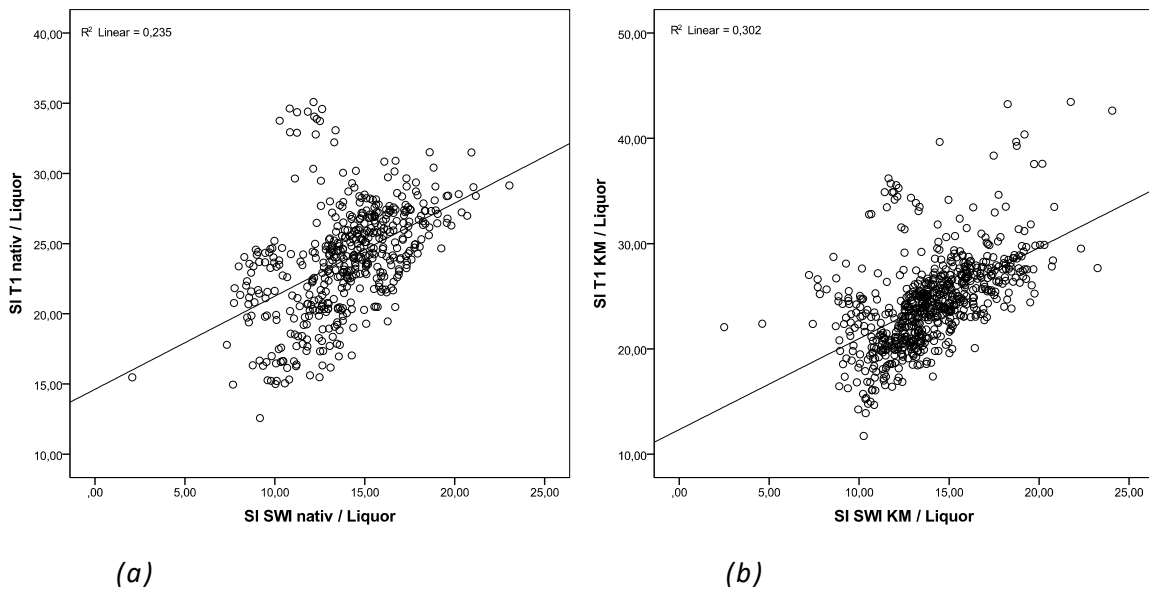 R² Linear = 0,235
40,00
35,00
30,00
25,00
20,00
15,00
10,00
SI T1 nativ / Liquor
,00 5,00 10,00 15,00 20,00 25,00
SI SWI nativ / Liquor
(a)
R² Linear = 0,302
50,00
40,00
30,00
20,00
10,00
SI T1 KM / Liquor
,00 5,00 10,00 15,00 20,00 25,00
SI SWI KM / Liquor
(b)